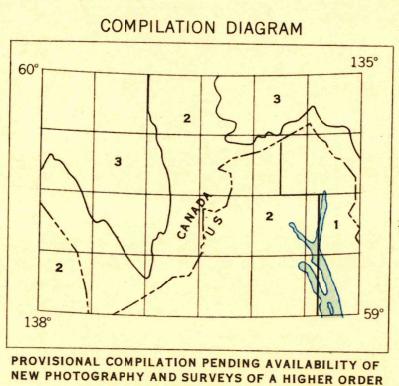 COMPILATION DIAGRAM
60° 135°
2 3
3
CANADA
U S
2 1
2
138° 59°
PROVISIONAL COMPILATION PENDING AVAILABILITY OF
NEW PHOTOGRAPHY AND SURVEYS OF A HIGHER ORDER